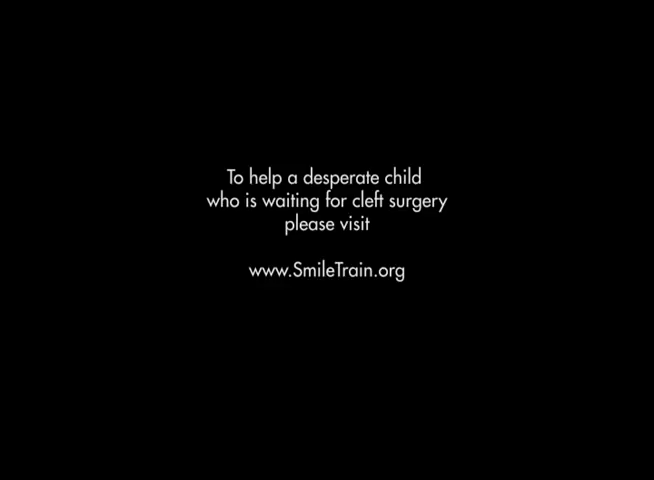 To help a desperate child
who is waiting for cleft surgery
please visit
www.SmileTrain.org